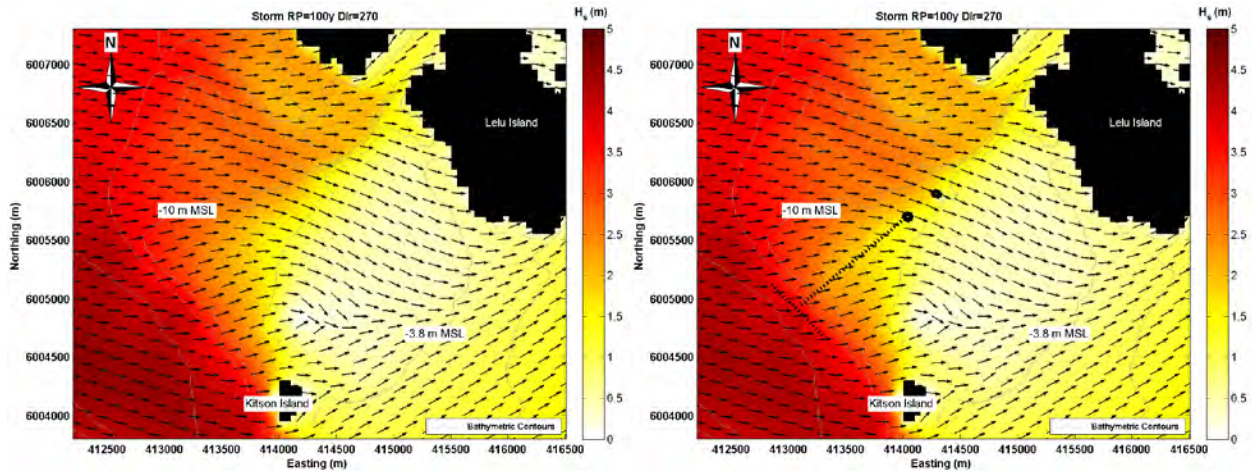 Storm RP=100y Dir=270
H_s (m)
N
Lelu Island
-10 m MSL
-3.8 m MSL
Kitson Island
Bathymetric Contours
Northing (m)
6007000
6006500
6006000
6005500
6005000
6004500
6004000
412500 413000 413500 414000 414500 415000 415500 416000 416500
Easting (m)
5
4.5
4
3.5
3
2.5
2
1.5
1
0.5
0
Storm RP=100y Dir=270
H_s (m)
N
Lelu Island
-10 m MSL
-3.8 m MSL
Kitson Island
Bathymetric Contours
Northing (m)
6007000
6006500
6006000
6005500
6005000
6004500
6004000
412500 413000 413500 414000 414500 415000 415500 416000 416500
Easting (m)
5
4.5
4
3.5
3
2.5
2
1.5
1
0.5
0